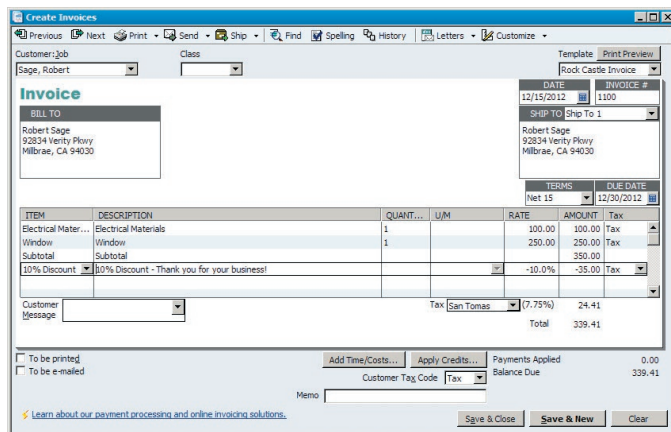 Create Invoices
Previous Next Print Send Ship Find Spelling History Letters Customize
Customer:Job Class Template Print Preview
Sage, Robert Rock Castle Invoice
Invoice
DATE INVOICE #
12/15/2012 1100
BILL TO SHIP TO Ship To 1
Robert Sage Robert Sage
92834 Verity Pkwy 92834 Verity Pkwy
Millbrae, CA 94030 Millbrae, CA 94030
TERMS DUE DATE
Net 15 12/30/2012
ITEM DESCRIPTION QUANT... U/M RATE AMOUNT Tax
Electrical Mater... Electrical Materials 1 100.00 100.00 Tax
Window Window 1 250.00 250.00 Tax
Subtotal Subtotal 350.00
10% Discount 10% Discount - Thank you for your business! -10.0% -35.00 Tax
Customer Message Tax San Tomas (7.75%) 24.41
Total 339.41
To be printed Add Time/Costs... Apply Credits... Payments Applied 0.00
To be e-mailed Customer Tax Code Tax Balance Due 339.41
Memo
Learn about our payment processing and online invoicing solutions. Save & Close Save & New Clear